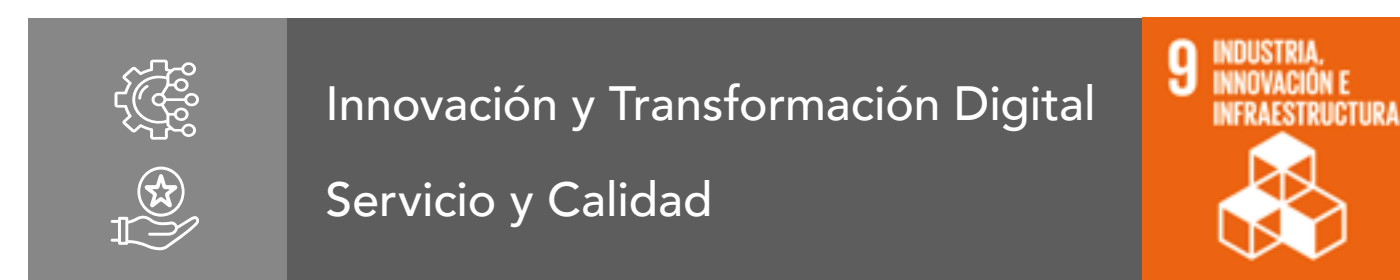 Innovación y Transformación Digital
Servicio y Calidad
9
INDUSTRIA,
INNOVACIÓN E
INFRAESTRUCTURA